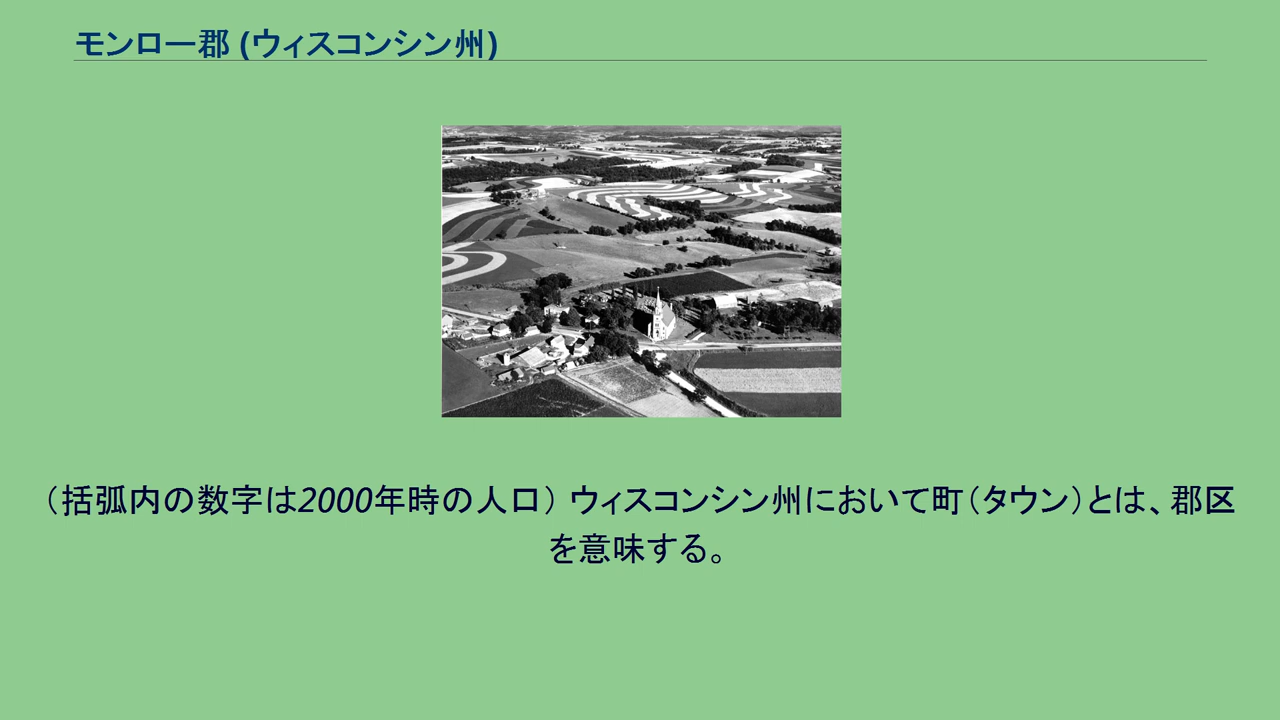 モンロー郡 (ウィスコンシン州)
（括弧内の数字は2000年時の人口） ウィスコンシン州において町（タウン）とは、郡区
を意味する。